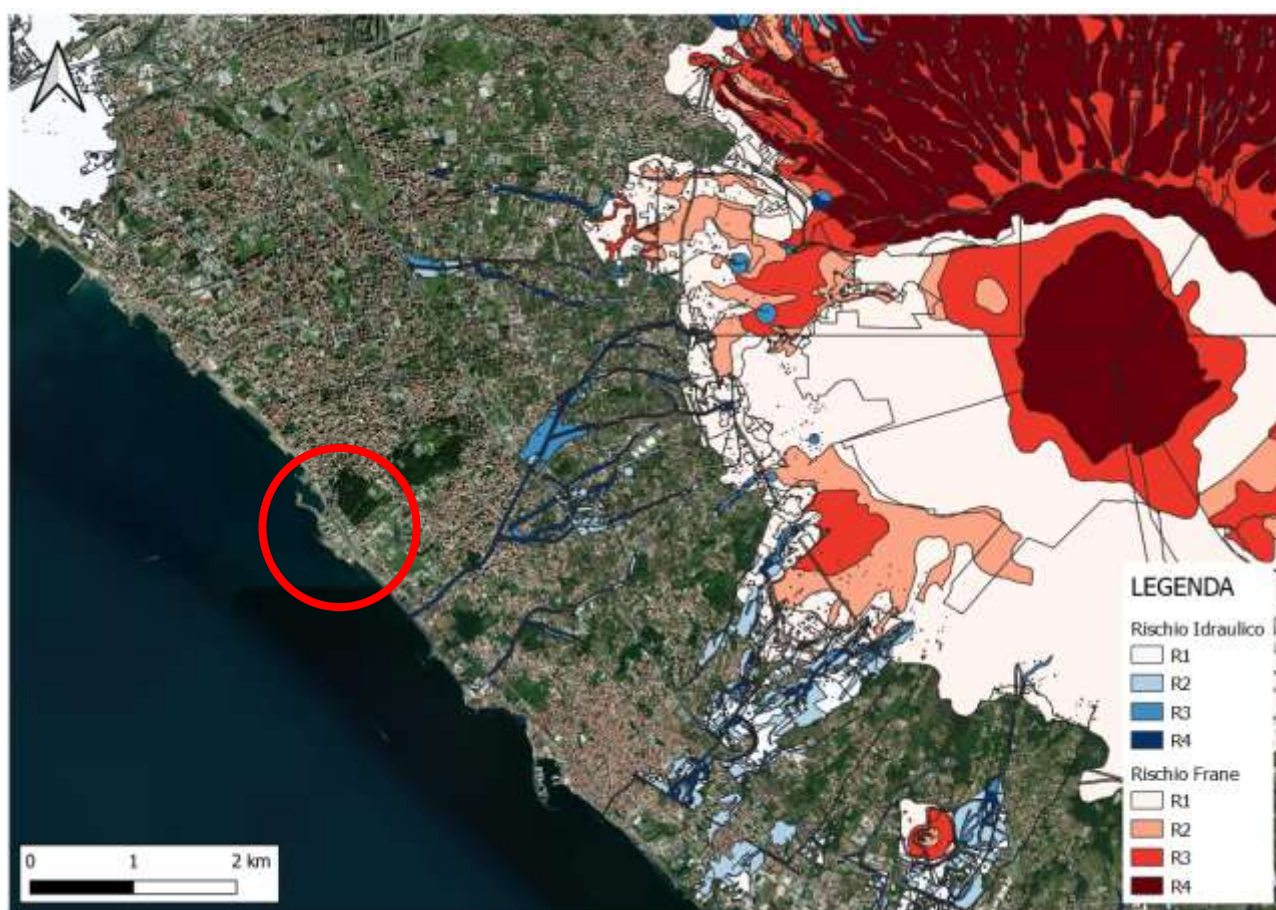 LEGENDA
Rischio Idraulico
R1
R2
R3
R4
Rischio Frane
R1
R2
R3
R4
0 1 2 km